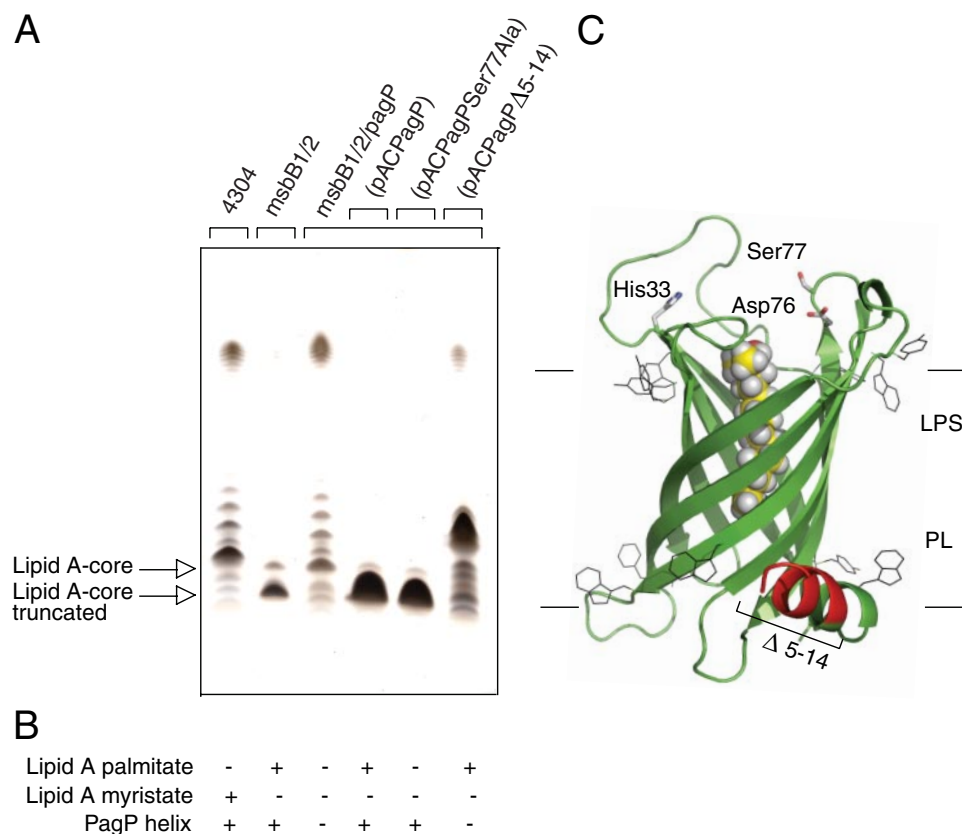 A
4304
msbB1/2
msbB1/2/pagP
(pACPagP)
(pACPagPSer77Ala)
(pACPagPΔ5-14)
Lipid A-core
Lipid A-core
truncated
C
Ser77
His33
Asp76
LPS
PL
Δ 5-14
B
Lipid A palmitate - + - + - +
Lipid A myristate + - - - - -
PagP helix + + - + + -